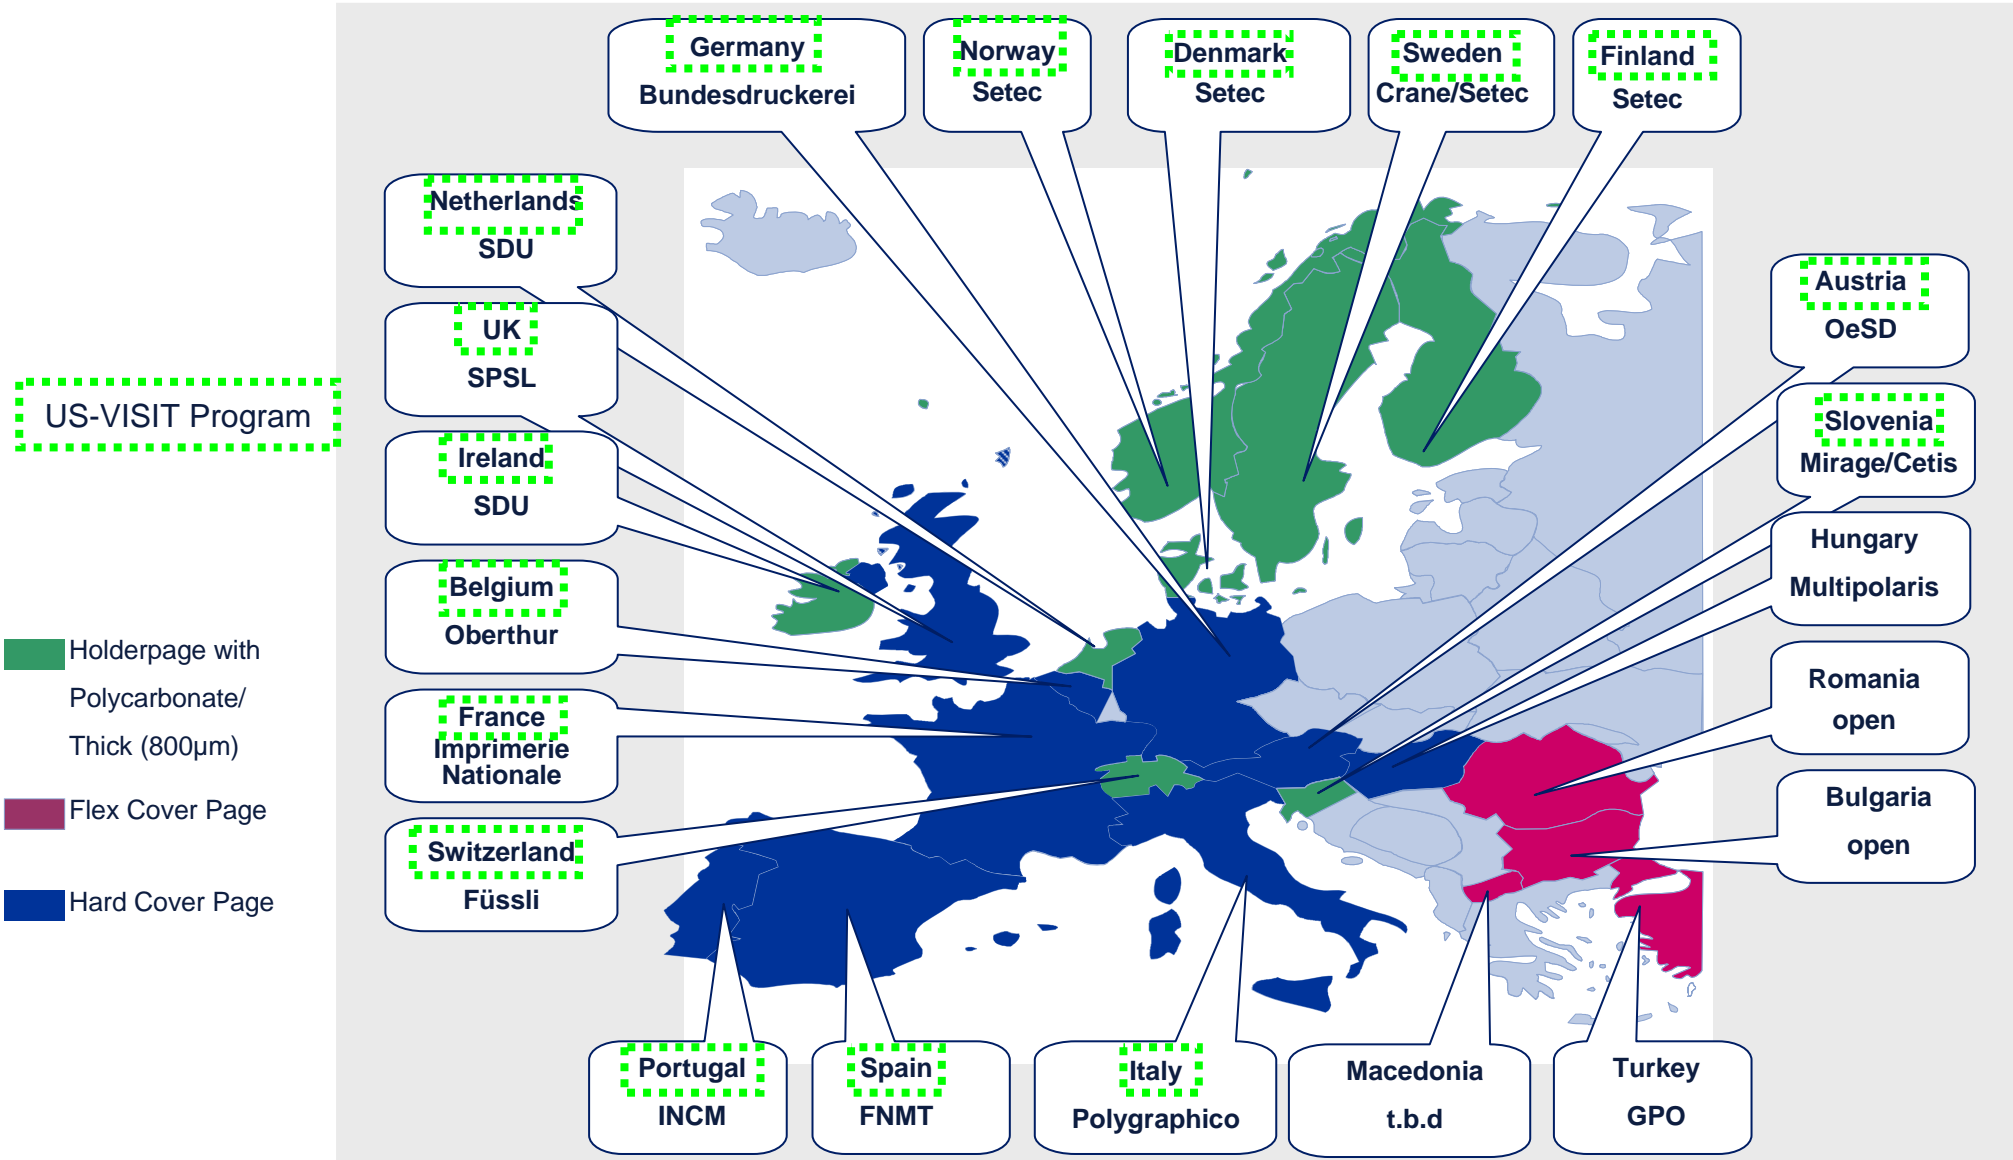 Germany
Bundesdruckerei
Norway
Setec
Denmark
Setec
Sweden
Crane/Setec
Finland
Setec
Netherlands
SDU
UK
SPSL
Ireland
SDU
Belgium
Oberthur
France
Imprimerie
Nationale
Switzerland
Füssli
US-VISIT Program
Holderpage with
Polycarbonate/
Thick (800µm)
Flex Cover Page
Hard Cover Page
Austria
OeSD
Slovenia
Mirage/Cetis
Hungary
Multipolaris
Romania
open
Bulgaria
open
Portugal
INCM
Spain
FNMT
Italy
Polygraphico
Macedonia
t.b.d
Turkey
GPO